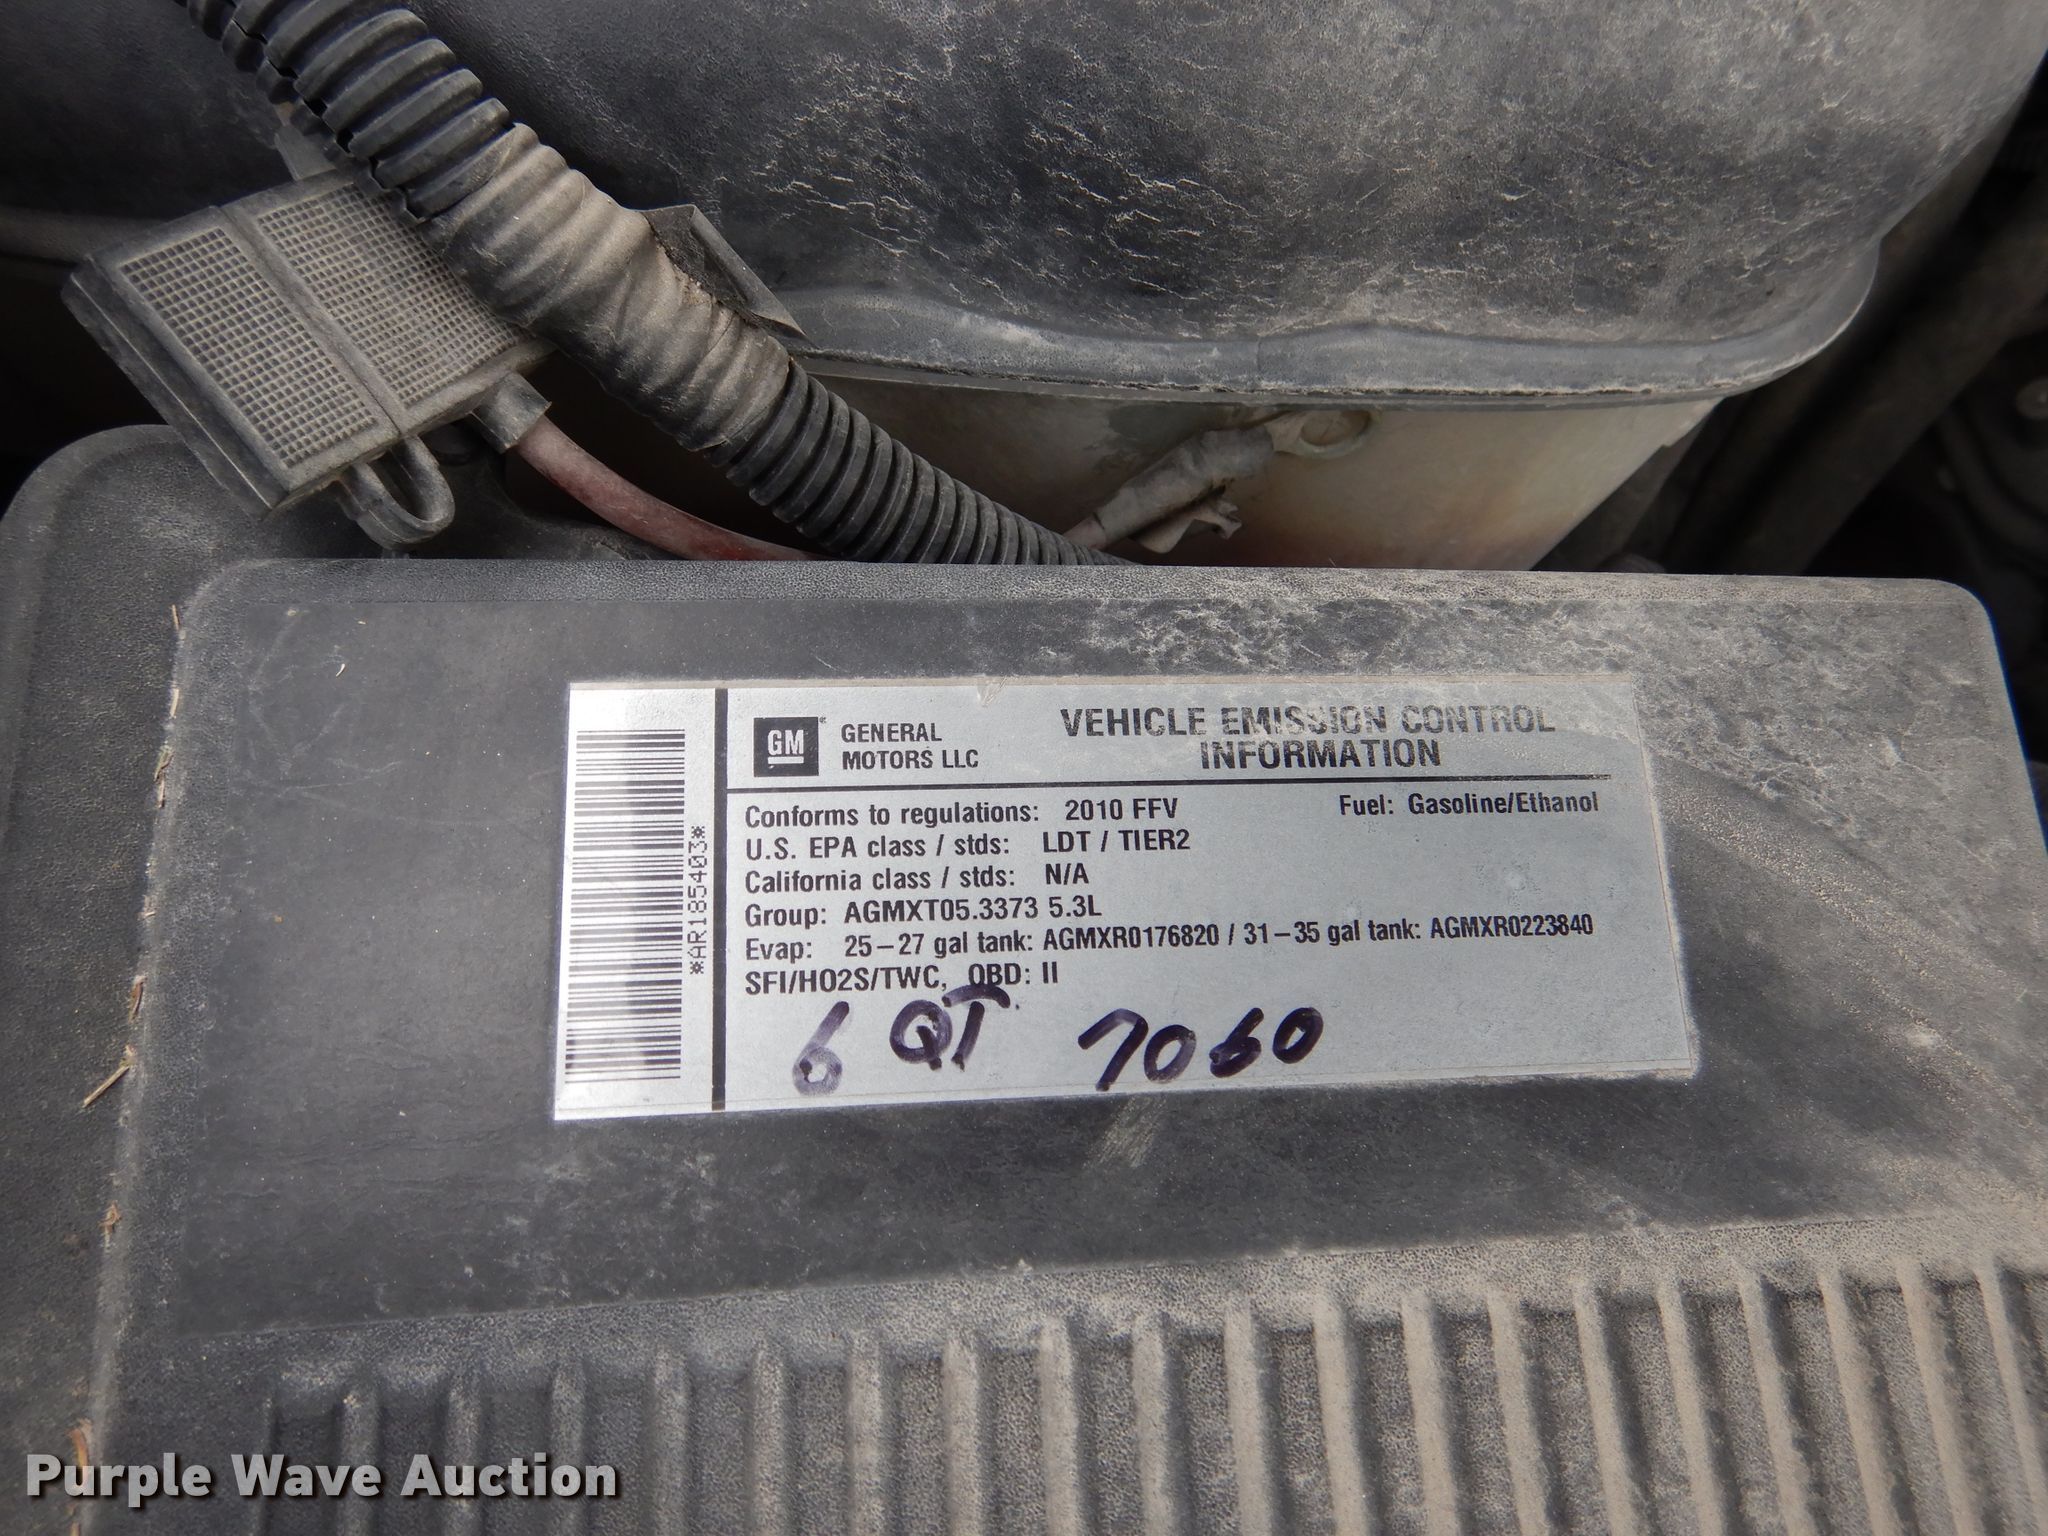 GM
GENERAL
MOTORS LLC
VEHICLE EMISSION CONTROL
INFORMATION
Conforms to regulations: 2010 FFV Fuel: Gasoline/Ethanol
U.S. EPA class / stds: LDT / TIER2
California class / stds: N/A
Group: AGMXT05.3373 5.3L
Evap: 25–27 gal tank: AGMXR0176820 / 31–35 gal tank: AGMXR0223840
SFI/HO2S/TWC, OBD: II
6 QT 7060
*AR185403*
Purple Wave Auction